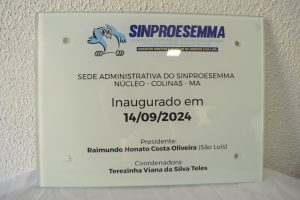 SINPROESEMMA
SEDE ADMINISTRATIVA DO SINPROESEMMA
NÚCLEO - COLINAS - MA
Inaugurado em
14/09/2024
Presidente:
Raimundo Nonato Costa Oliveira (São Luís)
Coordenadora:
Terezinha Viana da Silva Teles